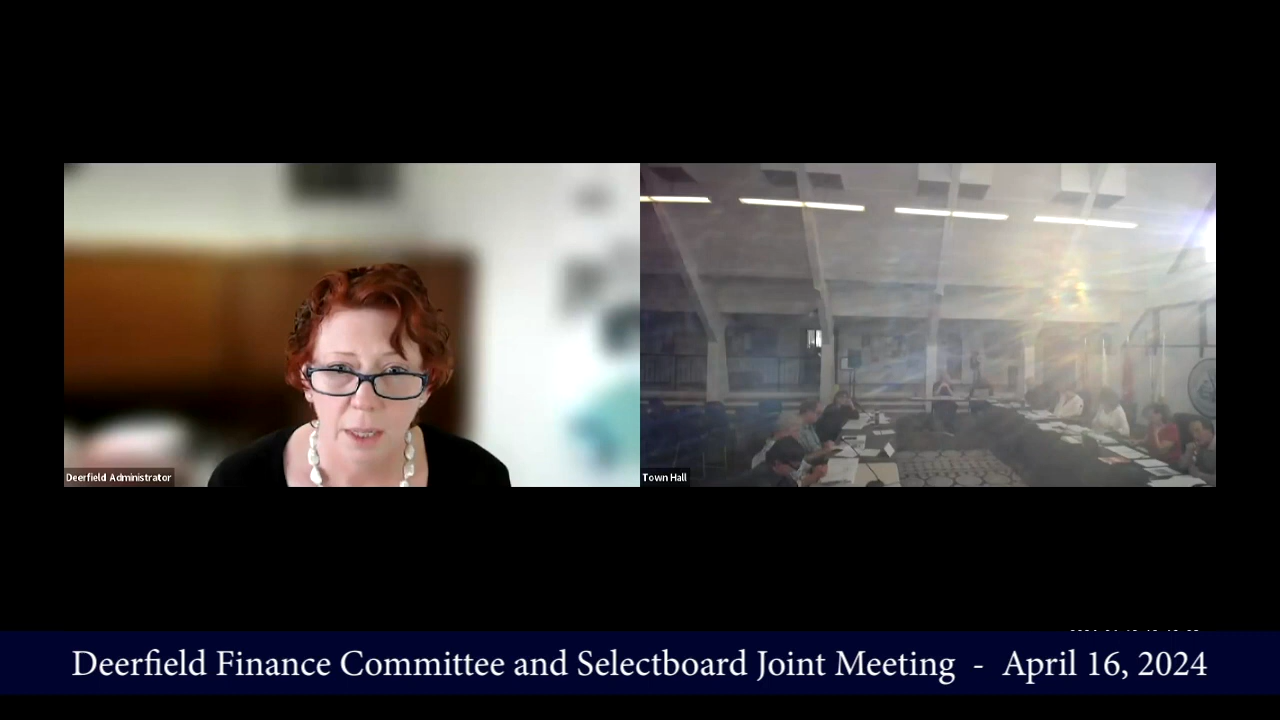 Deerfield Administrator
Town Hall
Deerfield Finance Committee and Selectboard Joint Meeting - April 16, 2024